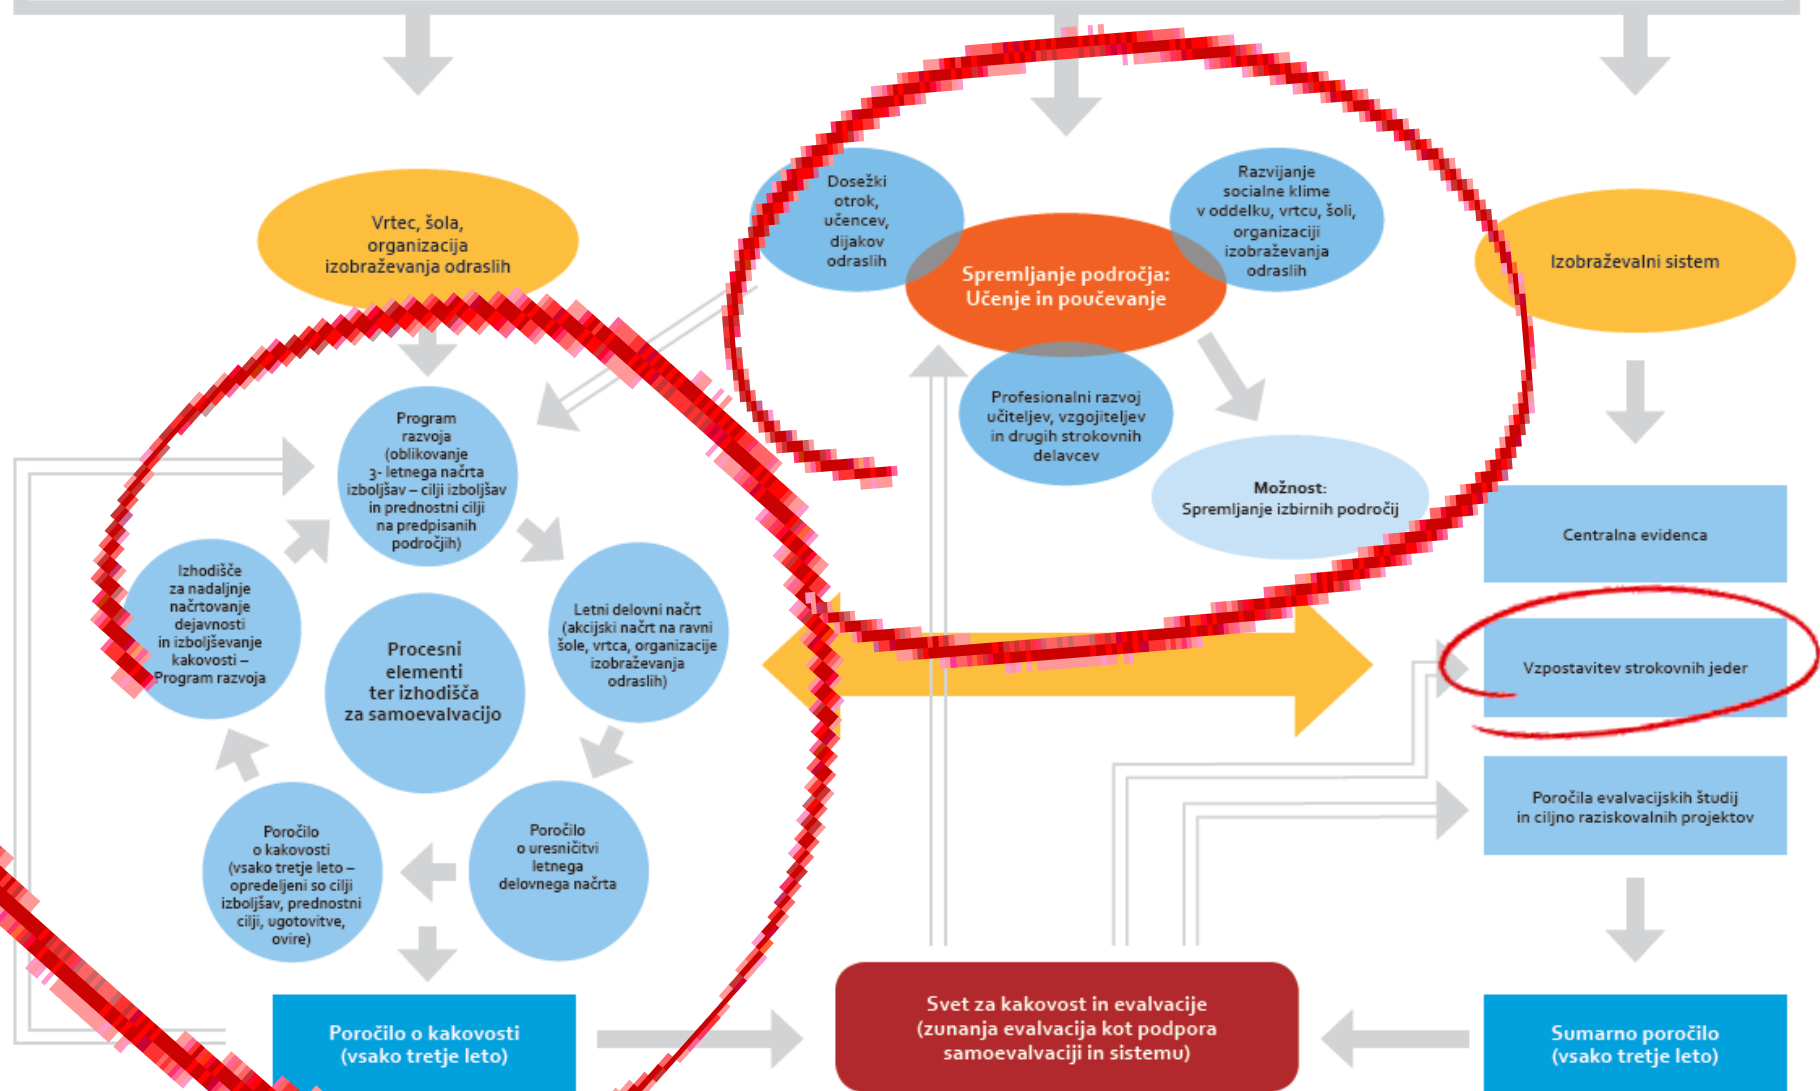 Vrtec, šola,
organizacija
izobraževanja odraslih
Program
razvoja
(oblikovanje
3- letnega načrta
izboljšav – cilji izboljšav
in prednostni cilji
na predpisanih
področjih)
Izhodišče
za nadaljnje
načrtovanje
dejavnosti
in izboljševanje
kakovosti –
Program razvoja
Procesni
elementi
ter izhodišča
za samoevalvacijo
Letni delovni načrt
(akcijski načrt na ravni
šole, vrtca, organizacije
izobraževanja
odraslih)
Poročilo
o kakovosti
(vsako tretje leto –
opredeljeni so cilji
izboljšav, prednostni
cilji, ugotovitve,
ovire)
Poročilo
o uresničitvi
letnega
delovnega načrta
Poročilo o kakovosti
(vsako tretje leto)
Dosežki
otrok,
učencev,
dijakov
odraslih
Razvijanje
socialne klime
v oddelku, vrtcu, šoli,
organizaciji
izobraževanja
odraslih
Spremljanje področja:
Učenje in poučevanje
Profesionalni razvoj
učiteljev, vzgojiteljev
in drugih strokovnih
delavcev
Možnost:
Spremljanje izbirnih področij
Svet za kakovost in evalvacije
(zunanja evalvacija kot podpora
samoevalvaciji in sistemu)
Izobraževalni sistem
Centralna evidenca
Vzpostavitev strokovnih jeder
Poročila evalvacijskih študij
in ciljno raziskovalnih projektov
Sumarno poročilo
(vsako tretje leto)